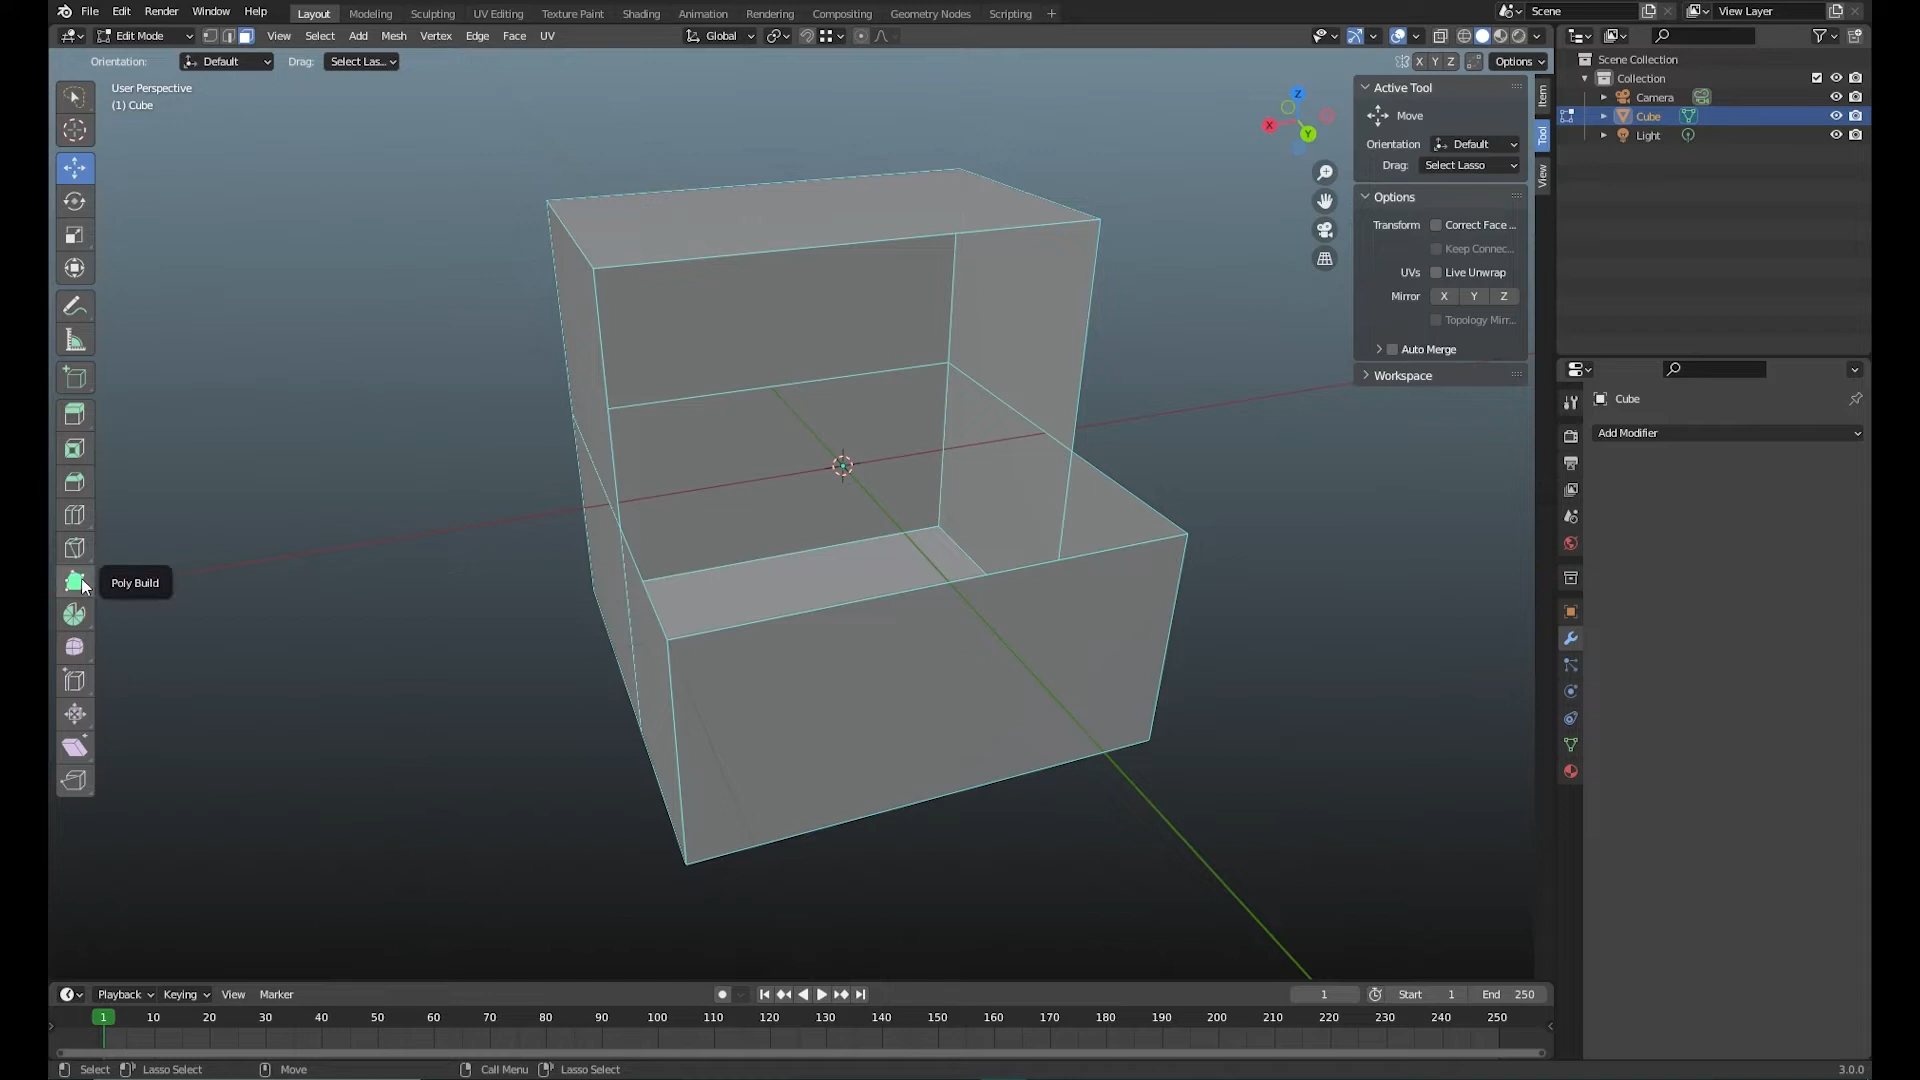 File Edit Render Window Help Layout Modeling Sculpting UV Editing Texture Paint Shading Animation Rendering Compositing Geometry Nodes Scripting + Scene View Layer
Edit Mode View Select Add Mesh Vertex Edge Face UV Global
Orientation: Default Drag: Select Las... X Y Z Options
User Perspective
(1) Cube
Z
X
Y
Active Tool
Move
Orientation Default
Drag: Select Lasso
Options
Transform Correct Face ...
Keep Connec...
UVs Live Unwrap
Mirror X Y Z
Topology Mirr...
Auto Merge
Workspace
Item
Tool
View
Scene Collection
Collection
Camera
Cube
Light
Cube
Add Modifier
Poly Build
Playback Keying View Marker 1 Start 1 End 250
1 10 20 30 40 50 60 70 80 90 100 110 120 130 140 150 160 170 180 190 200 210 220 230 240 250
Select Lasso Select Move Call Menu Lasso Select 3.0.0